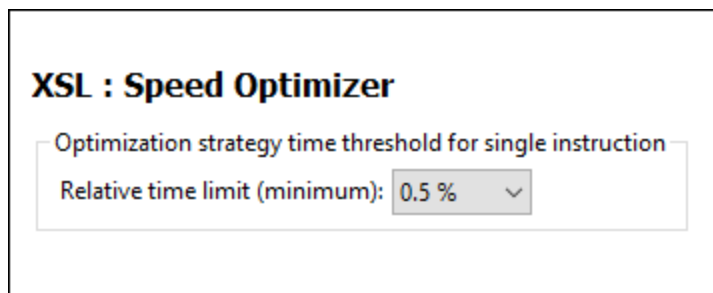 XSL : Speed Optimizer
Optimization strategy time threshold for single instruction
Relative time limit (minimum): 0.5 %